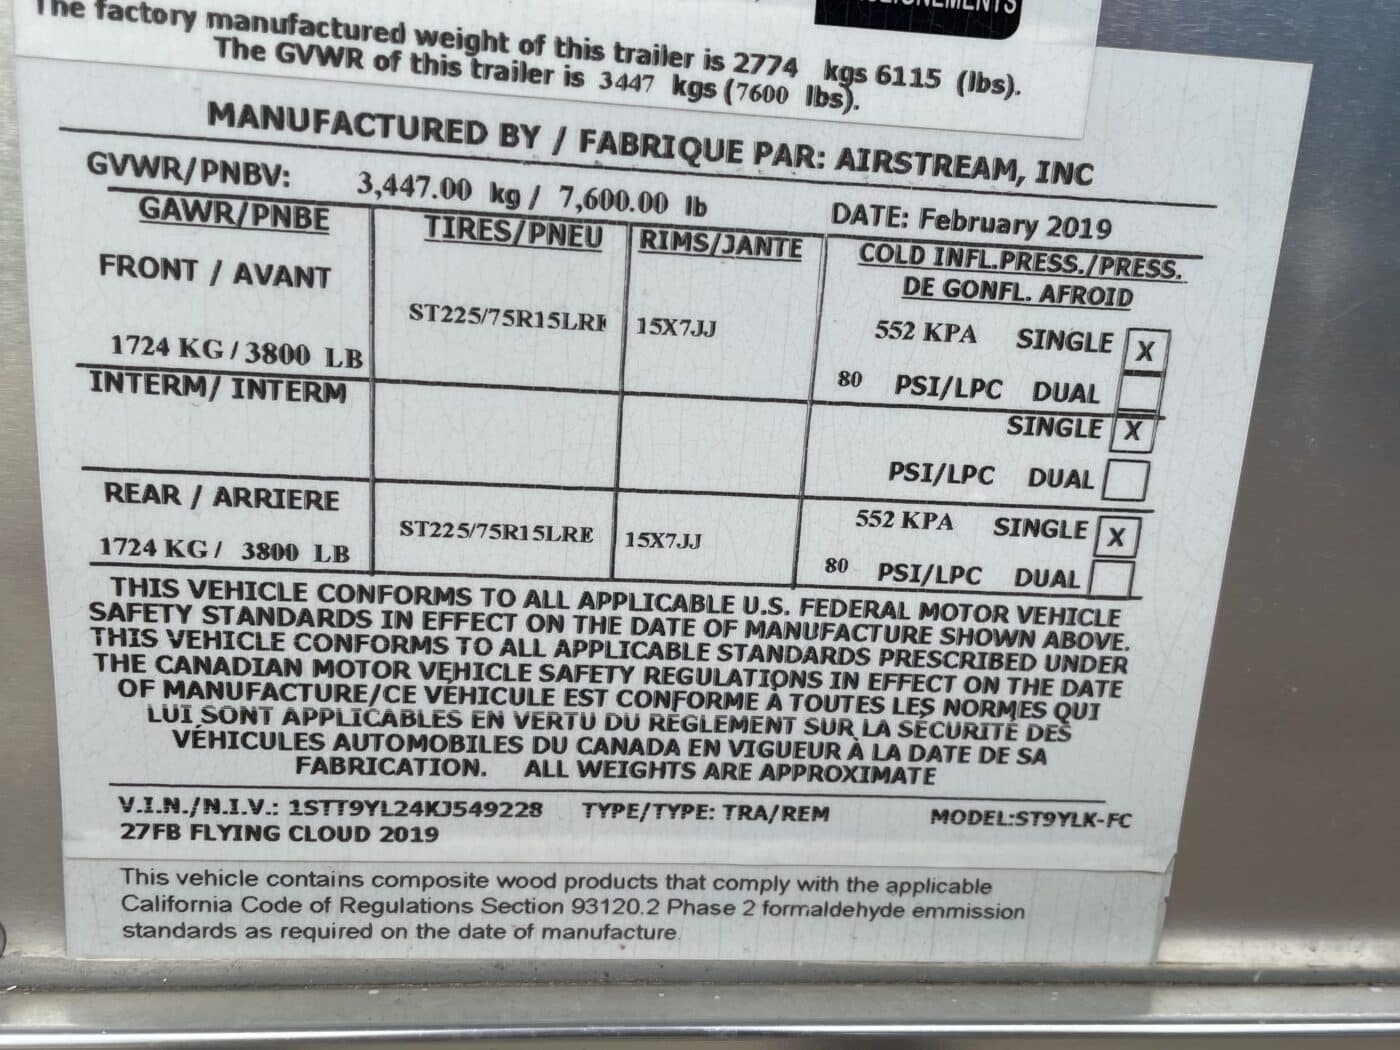 The factory manufactured weight of this trailer is 2774 kgs 6115 (lbs).
The GVWR of this trailer is 3447 kgs (7600 lbs).
MANUFACTURED BY / FABRIQUE PAR: AIRSTREAM, INC
GVWR/PNBV: 3,447.00 kg / 7,600.00 lb DATE: February 2019
GAWR/PNBE TIRES/PNEU RIMS/JANTE COLD INFL.PRESS./PRESS.
DE GONFL. AFROID
FRONT / AVANT
ST225/75R15LRE 15X7JJ 552 KPA SINGLE X
1724 KG / 3800 LB 80 PSI/LPC DUAL
INTERM/ INTERM
SINGLE X
PSI/LPC DUAL
REAR / ARRIERE
ST225/75R15LRE 15X7JJ 552 KPA SINGLE X
1724 KG / 3800 LB 80 PSI/LPC DUAL
THIS VEHICLE CONFORMS TO ALL APPLICABLE U.S. FEDERAL MOTOR VEHICLE
SAFETY STANDARDS IN EFFECT ON THE DATE OF MANUFACTURE SHOWN ABOVE.
THIS VEHICLE CONFORMS TO ALL APPLICABLE STANDARDS PRESCRIBED UNDER
THE CANADIAN MOTOR VEHICLE SAFETY REGULATIONS IN EFFECT ON THE DATE
OF MANUFACTURE/CE VÉHICULE EST CONFORME À TOUTES LES NORMES QUI
LUI SONT APPLICABLES EN VERTU DU RÈGLEMENT SUR LA SÉCURITÉ DES
VÉHICULES AUTOMOBILES DU CANADA EN VIGUEUR À LA DATE DE SA
FABRICATION. ALL WEIGHTS ARE APPROXIMATE
V.I.N./N.I.V.: 1STT9YL24KJ549228 TYPE/TYPE: TRA/REM MODEL:ST9YLK-FC
27FB FLYING CLOUD 2019
This vehicle contains composite wood products that comply with the applicable
California Code of Regulations Section 93120.2 Phase 2 formaldehyde emmission
standards as required on the date of manufacture.